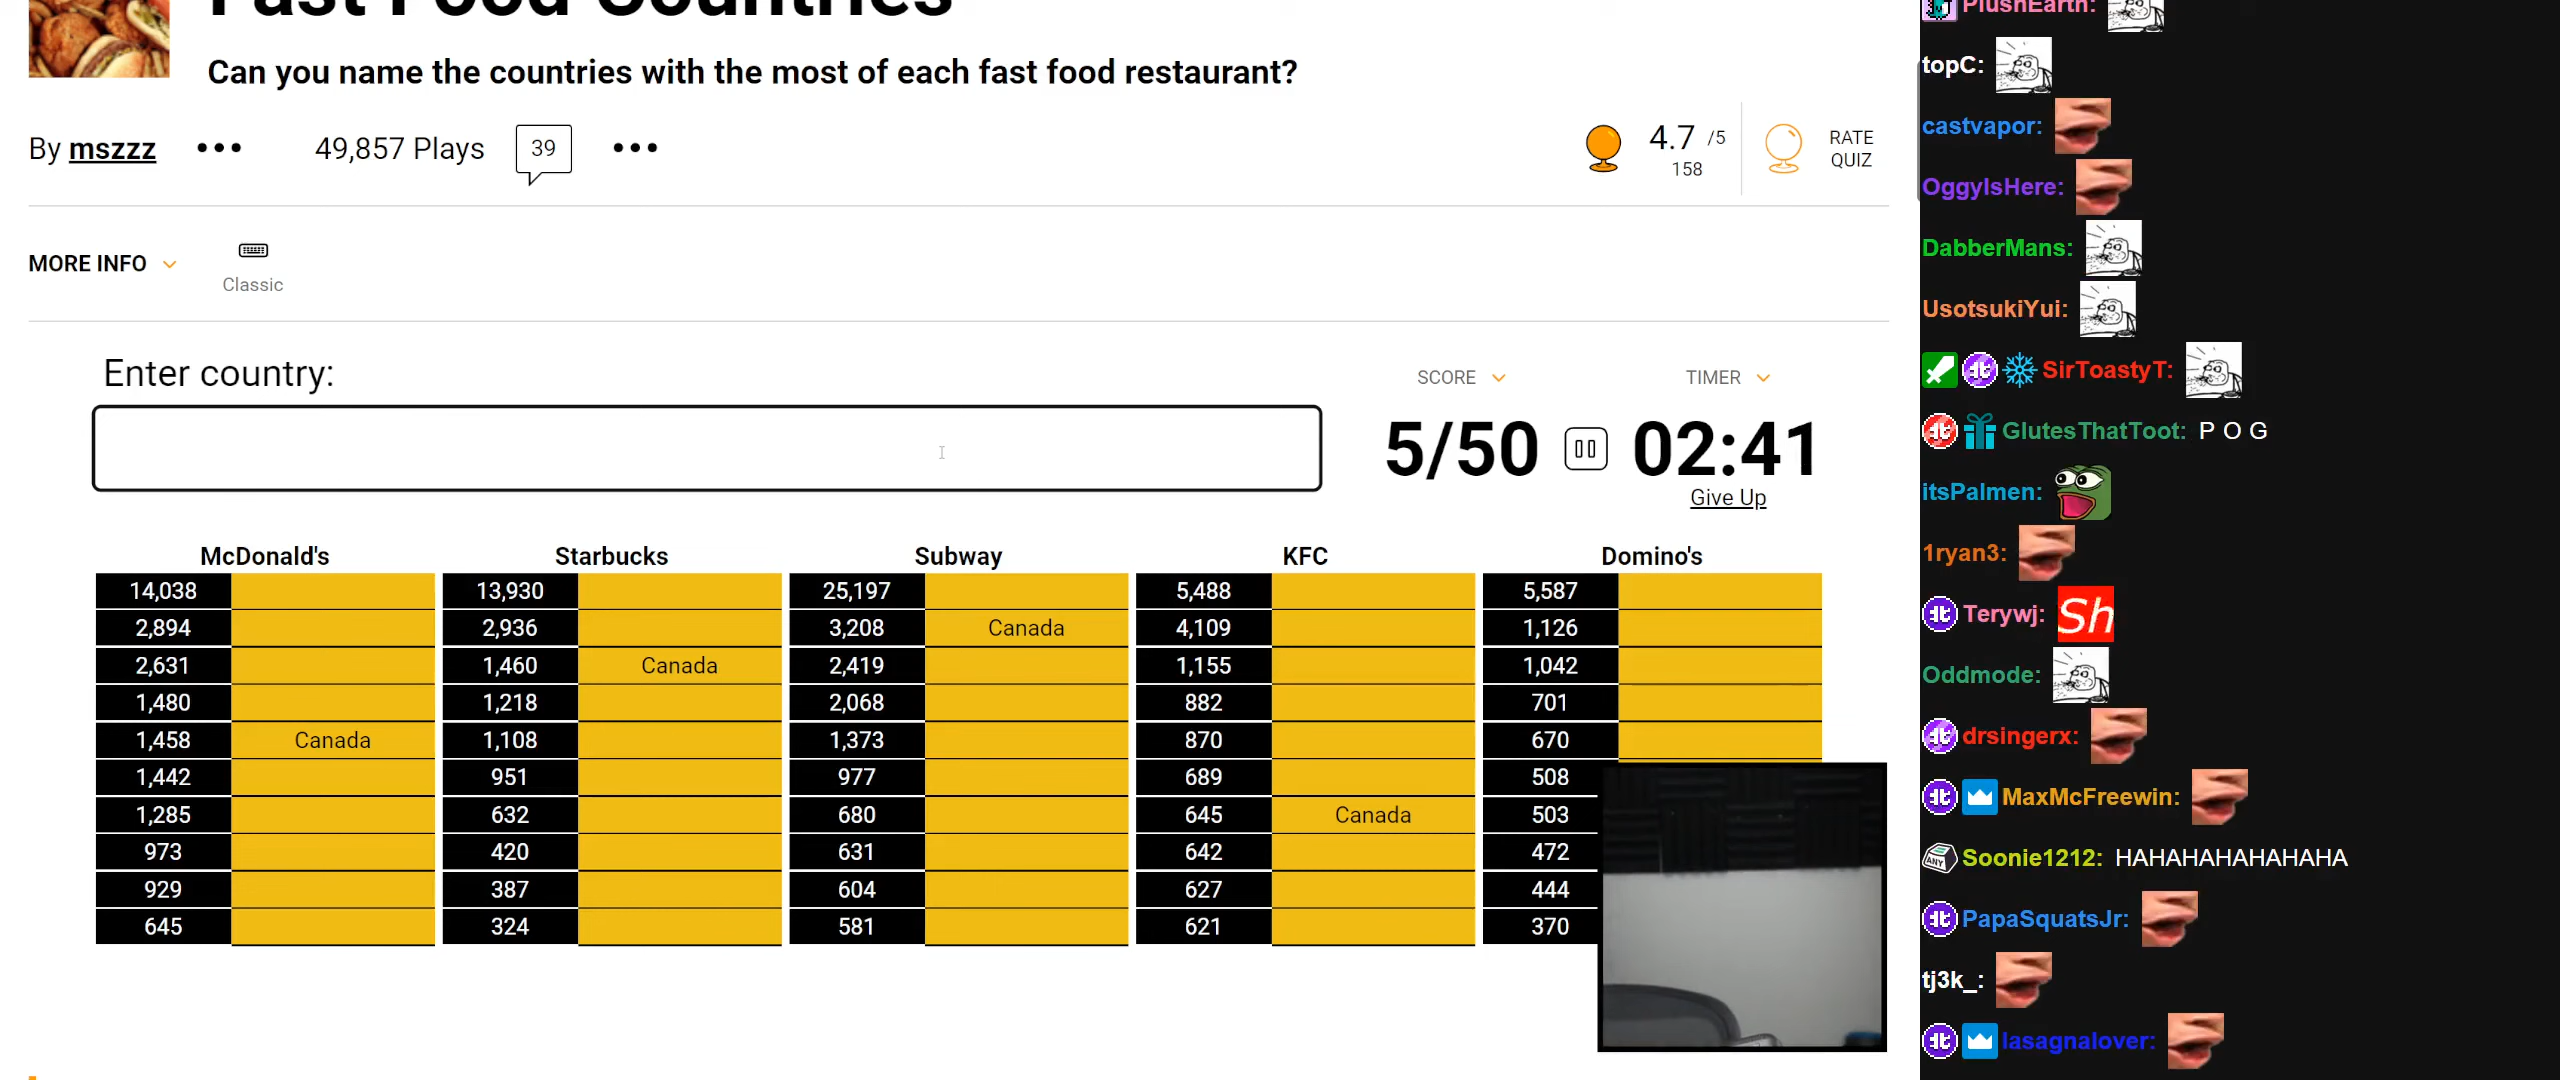 Fast Food Countries
Can you name the countries with the most of each fast food restaurant?
By mszzz ••• 49,857 Plays 39 •••
4.7 /5
158
RATE
QUIZ
MORE INFO
Classic
Enter country:
SCORE
TIMER
5/50
02:41
Give Up
McDonald's
14,038
2,894
2,631
1,480
1,458 Canada
1,442
1,285
973
929
645
Starbucks
13,930
2,936
1,460 Canada
1,218
1,108
951
632
420
387
324
Subway
25,197
3,208 Canada
2,419
2,068
1,373
977
680
631
604
581
KFC
5,488
4,109
1,155
882
870
689
645 Canada
642
627
621
Domino's
5,587
1,126
1,042
701
670
508
503
472
444
370
PlushEarth:
topC:
castvapor:
OggyIsHere:
DabberMans:
UsotsukiYui:
SirToastyT:
GlutesThatToot: P O G
itsPalmen:
1ryan3:
Terywj: Sh
Oddmode:
drsingerx:
MaxMcFreewin:
ANY Soonie1212: HAHAHAHAHAHAHA
PapaSquatsJr:
tj3k_:
lasagnalover: